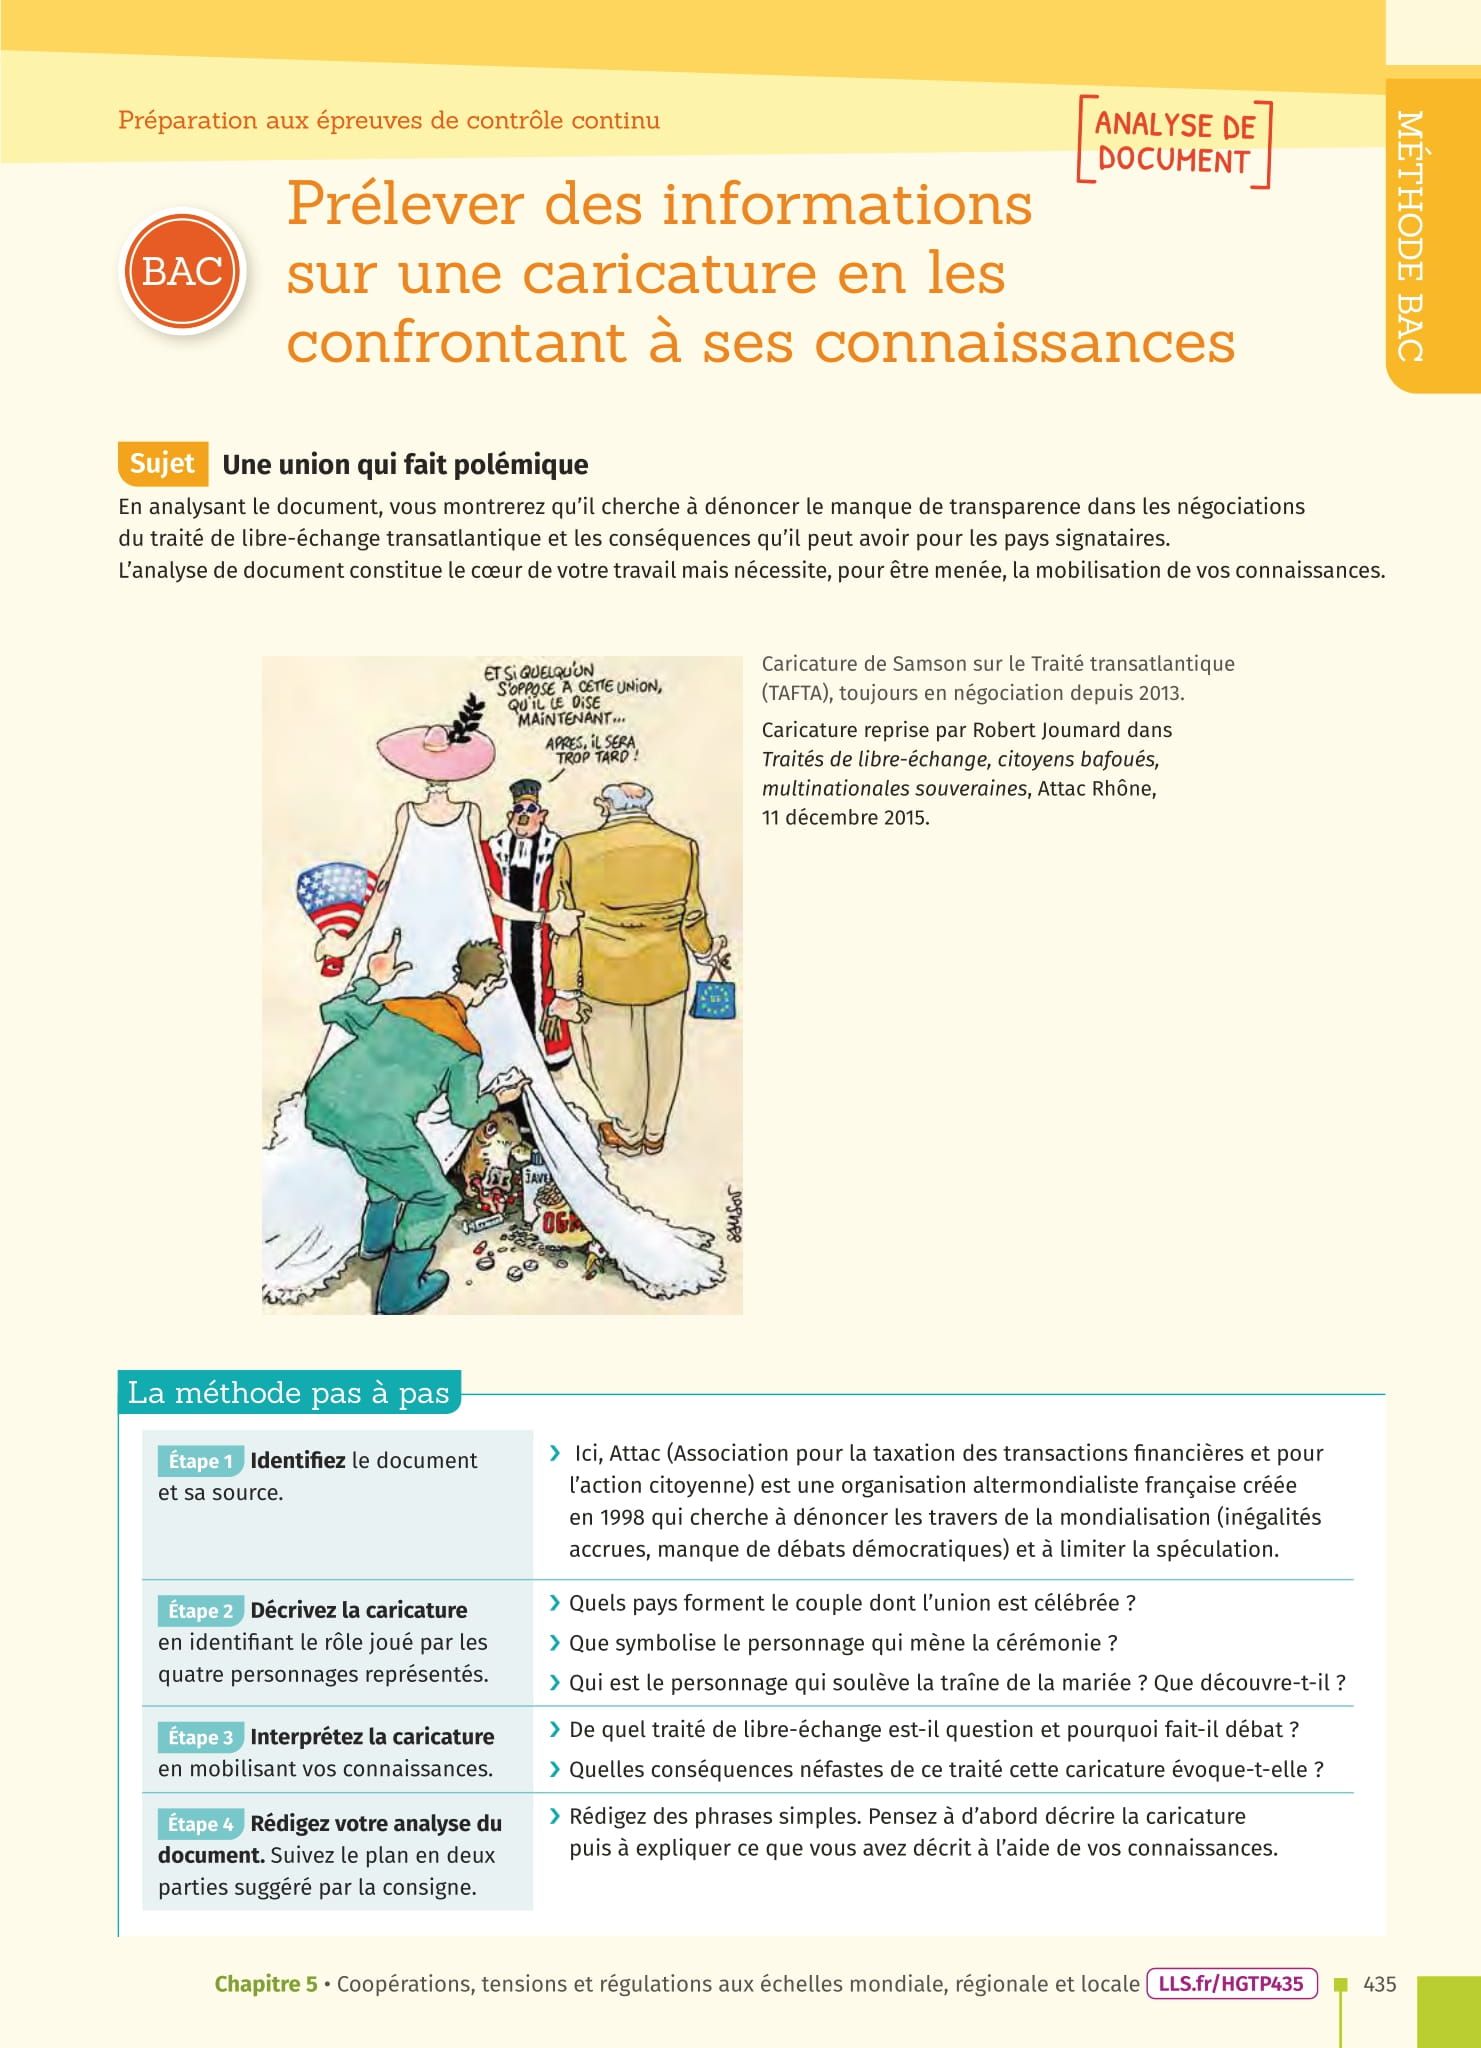 Préparation aux épreuves de contrôle continu
ANALYSE DE
DOCUMENT
MÉTHODE BAC
BAC
Prélever des informations
sur une caricature en les
confrontant à ses connaissances
Sujet Une union qui fait polémique
En analysant le document, vous montrerez qu'il cherche à dénoncer le manque de transparence dans les négociations
du traité de libre-échange transatlantique et les conséquences qu'il peut avoir pour les pays signataires.
L'analyse de document constitue le cœur de votre travail mais nécessite, pour être menée, la mobilisation de vos connaissances.
ET SI QUELQU'UN
S'OPPOSE À CETTE UNION,
QU'IL LE DISE
MAINTENANT...
APRES, IL SERA
TROP TARD !
JAVEL
OGM
SAMSON
Caricature de Samson sur le Traité transatlantique
(TAFTA), toujours en négociation depuis 2013.
Caricature reprise par Robert Joumard dans
Traités de libre-échange, citoyens bafoués,
multinationales souveraines, Attac Rhône,
11 décembre 2015.
La méthode pas à pas
Étape 1 Identifiez le document
et sa source.
› Ici, Attac (Association pour la taxation des transactions financières et pour
l'action citoyenne) est une organisation altermondialiste française créée
en 1998 qui cherche à dénoncer les travers de la mondialisation (inégalités
accrues, manque de débats démocratiques) et à limiter la spéculation.
Étape 2 Décrivez la caricature
en identifiant le rôle joué par les
quatre personnages représentés.
› Quels pays forment le couple dont l'union est célébrée ?
› Que symbolise le personnage qui mène la cérémonie ?
› Qui est le personnage qui soulève la traîne de la mariée ? Que découvre-t-il ?
Étape 3 Interprétez la caricature
en mobilisant vos connaissances.
› De quel traité de libre-échange est-il question et pourquoi fait-il débat ?
› Quelles conséquences néfastes de ce traité cette caricature évoque-t-elle ?
Étape 4 Rédigez votre analyse du
document. Suivez le plan en deux
parties suggéré par la consigne.
› Rédigez des phrases simples. Pensez à d'abord décrire la caricature
puis à expliquer ce que vous avez décrit à l'aide de vos connaissances.
Chapitre 5 • Coopérations, tensions et régulations aux échelles mondiale, régionale et locale LLS.fr/HGTP435 435